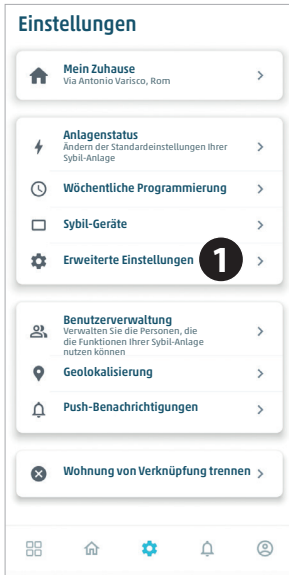 Einstellungen
Mein Zuhause
Via Antonio Varisco, Rom
Anlagenstatus
Ändern der Standardeinstellungen Ihrer
Sybil-Anlage
Wöchentliche Programmierung
Sybil-Geräte
Erweiterte Einstellungen 1
Benutzerverwaltung
Verwalten Sie die Personen, die
die Funktionen Ihrer Sybil-Anlage
nutzen können
Geolokalisierung
Push-Benachrichtigungen
Wohnung von Verknüpfung trennen